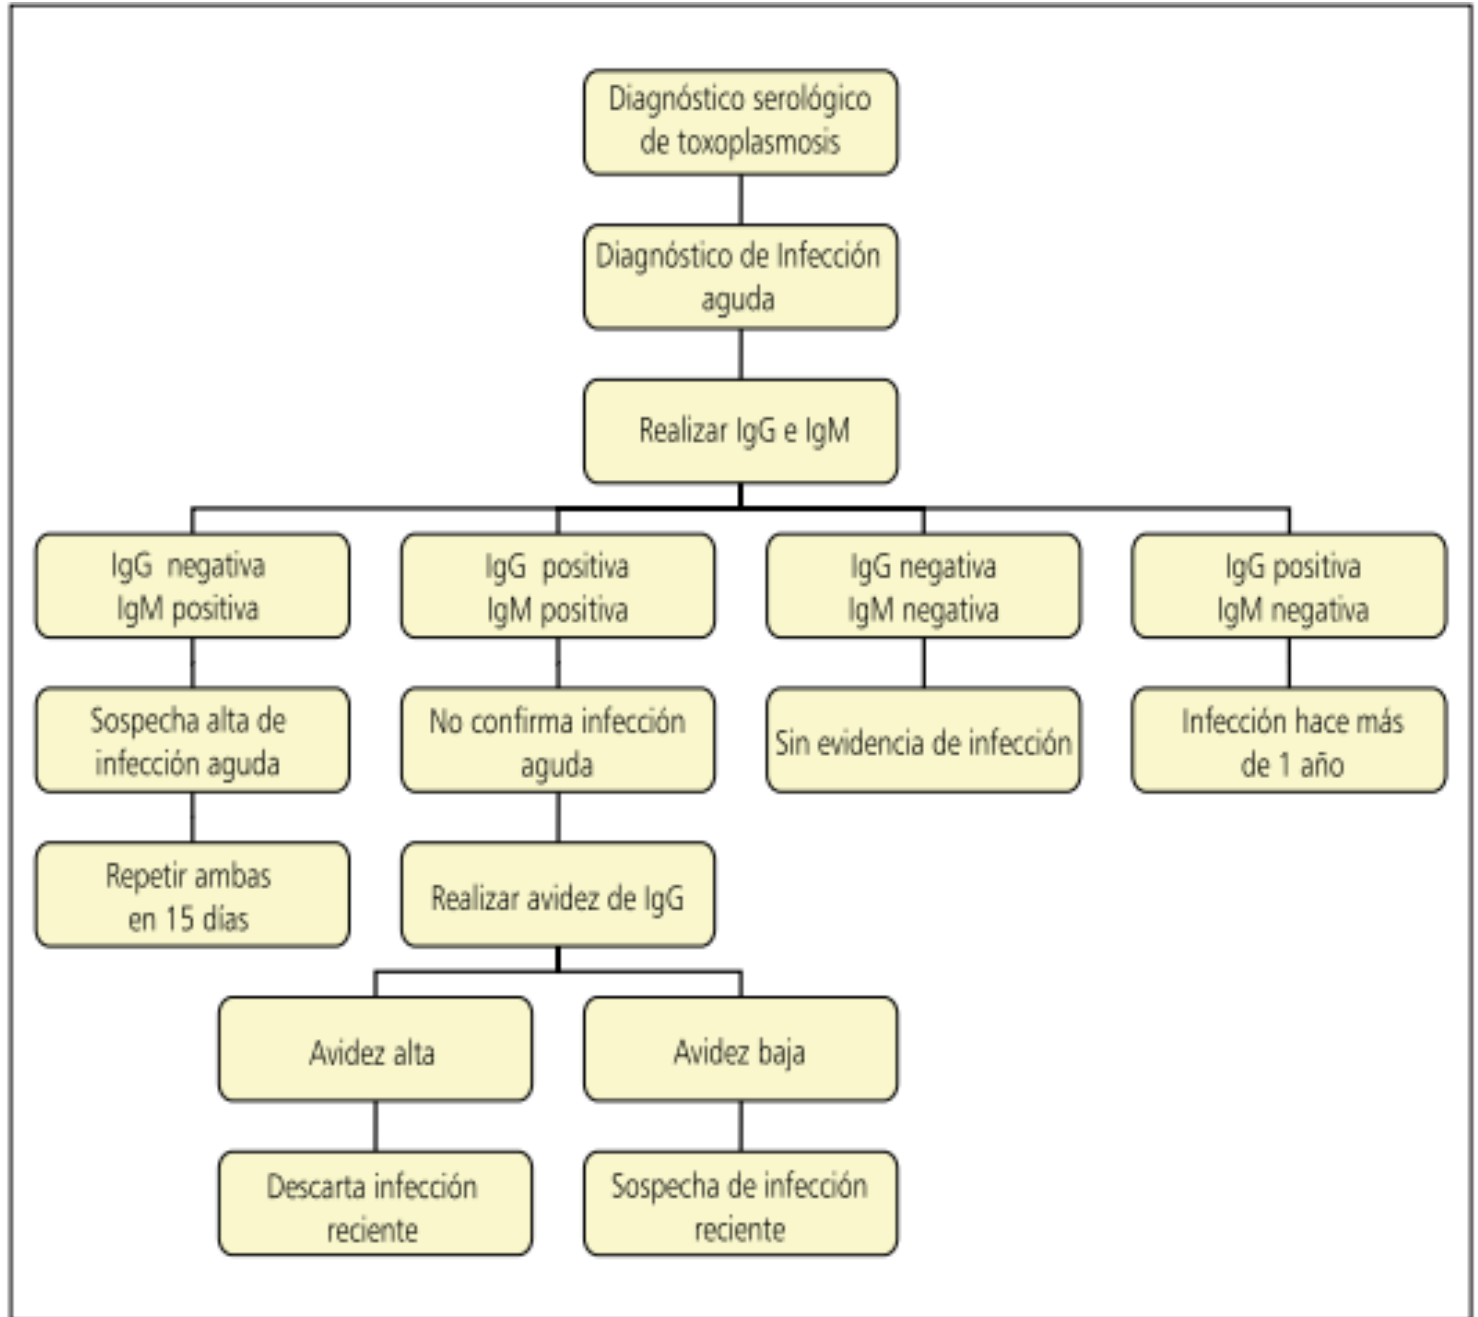 Diagnóstico serológico
de toxoplasmosis
Diagnóstico de Infección
aguda
Realizar IgG e IgM
IgG negativa
IgM positiva
IgG positiva
IgM positiva
IgG negativa
IgM negativa
IgG positiva
IgM negativa
Sospecha alta de
infección aguda
No confirma infección
aguda
Sin evidencia de infección
Infección hace más
de 1 año
Repetir ambas
en 15 días
Realizar avidez de IgG
Avidez alta
Avidez baja
Descarta infección
reciente
Sospecha de infección
reciente